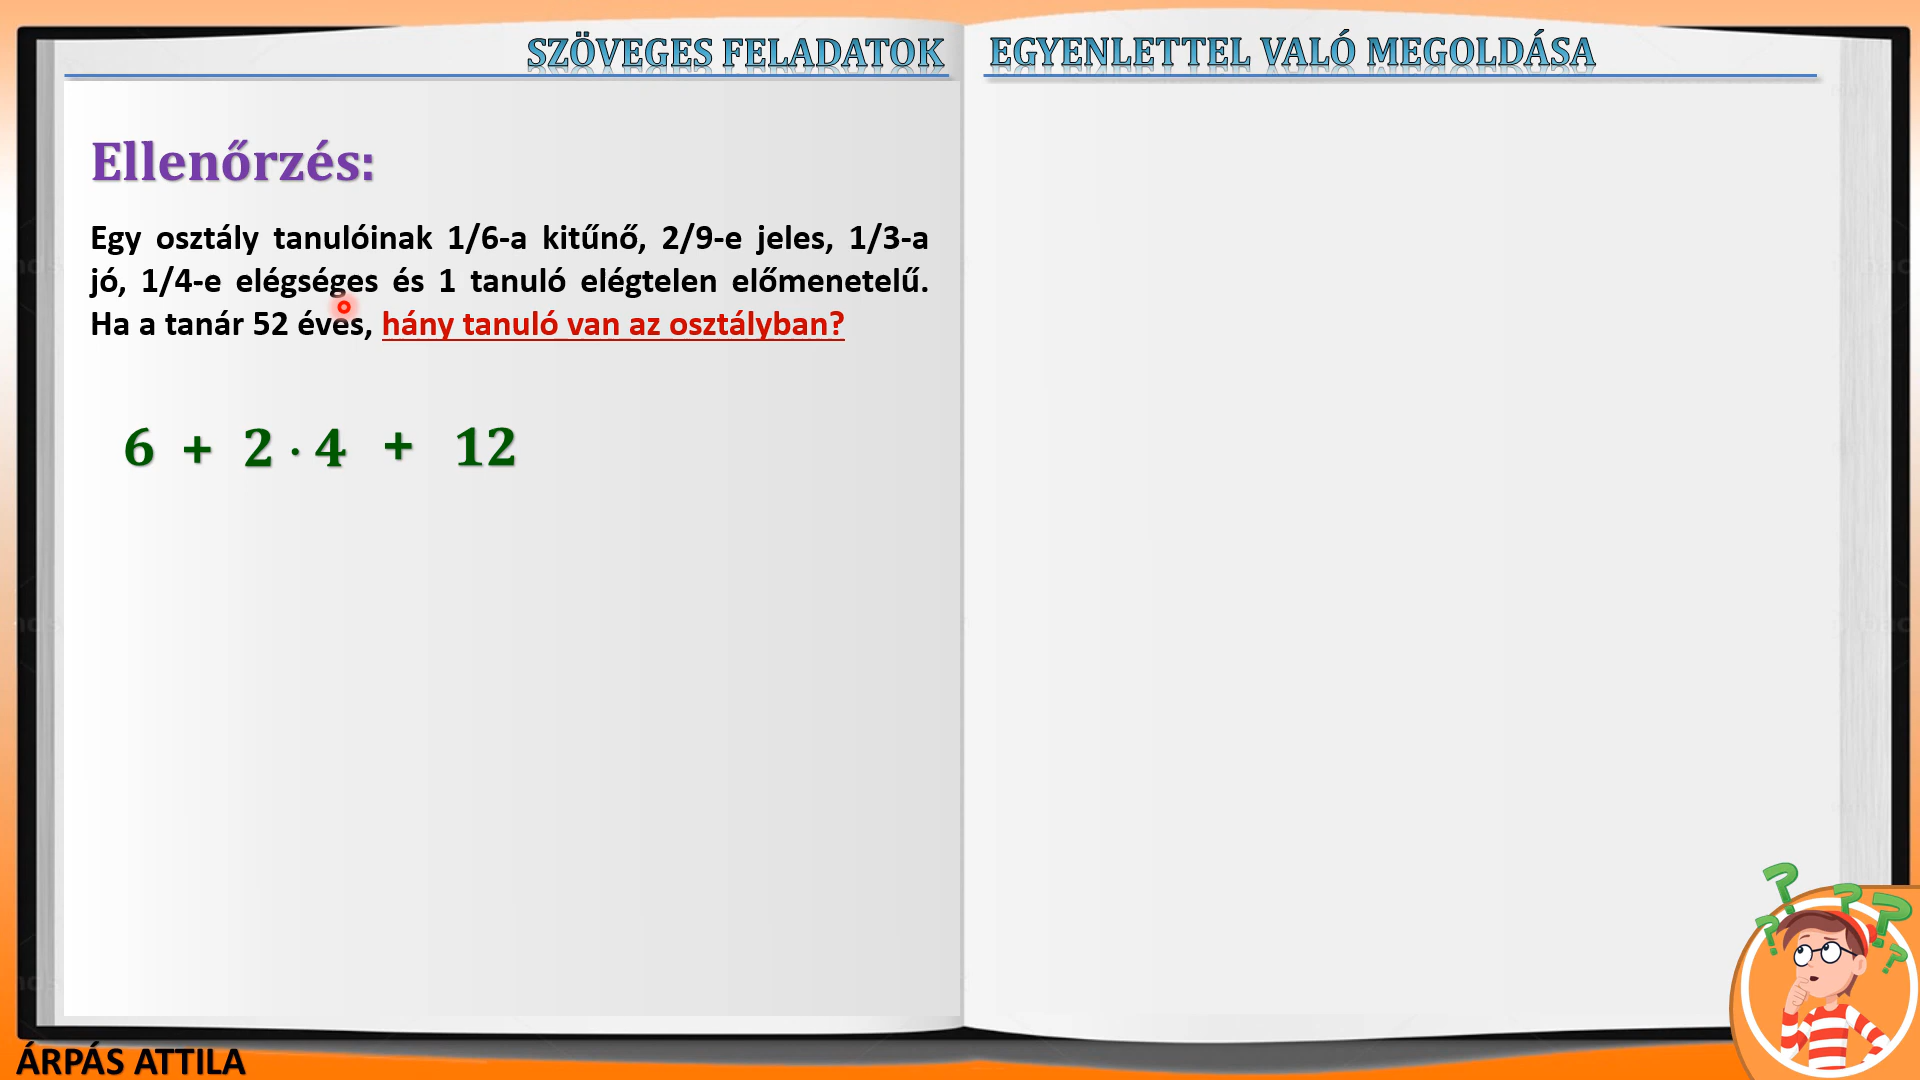 SZÖVEGES FELADATOK
EGYENLETTEL VALÓ MEGOLDÁSA
Ellenőrzés:
Egy osztály tanulóinak 1/6-a kitűnő, 2/9-e jeles, 1/3-a
jó, 1/4-e elégséges és 1 tanuló elégtelen előmenetelű.
Ha a tanár 52 éves, hány tanuló van az osztályban?
6 + 2 · 4 + 12
ÁRPÁS ATTILA